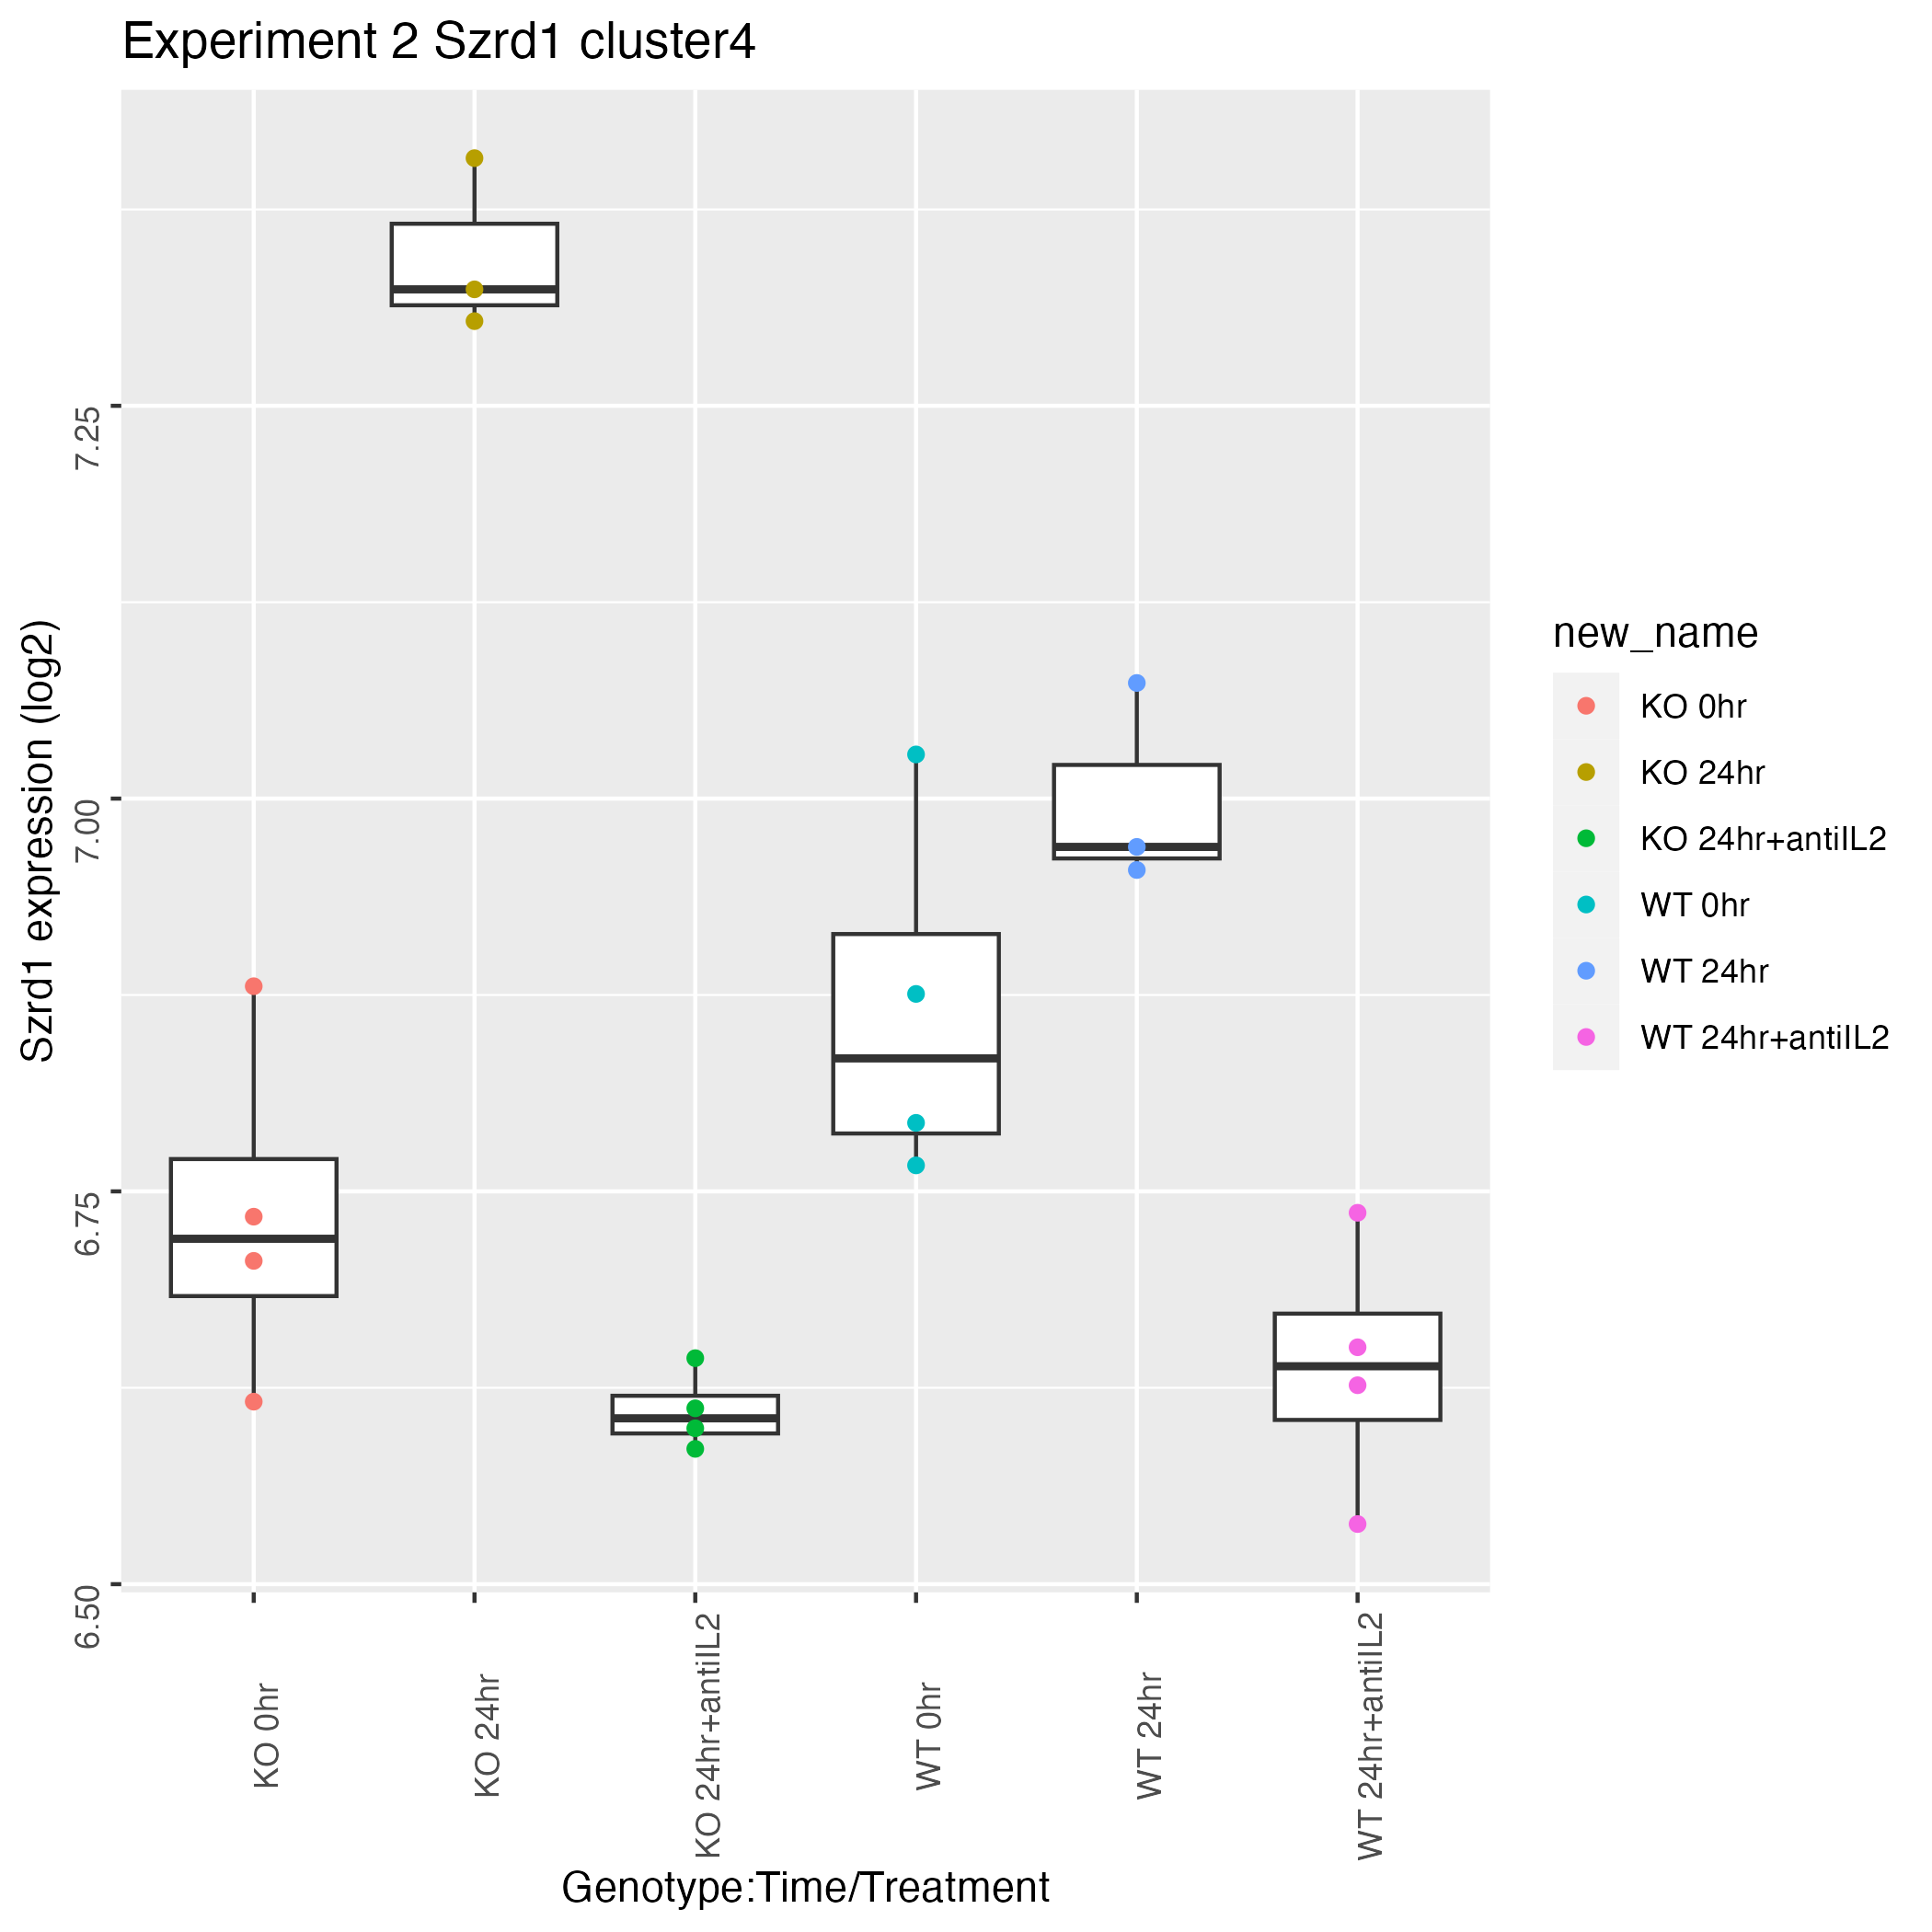 Experiment 2 Szrd1 cluster4
Szrd1 expression (log2)
7.25
7.00
6.75
6.50
KO 0hr
KO 24hr
KO 24hr+antiIL2
WT 0hr
WT 24hr
WT 24hr+antiIL2
Genotype:Time/Treatment
new_name
KO 0hr
KO 24hr
KO 24hr+antiIL2
WT 0hr
WT 24hr
WT 24hr+antiIL2